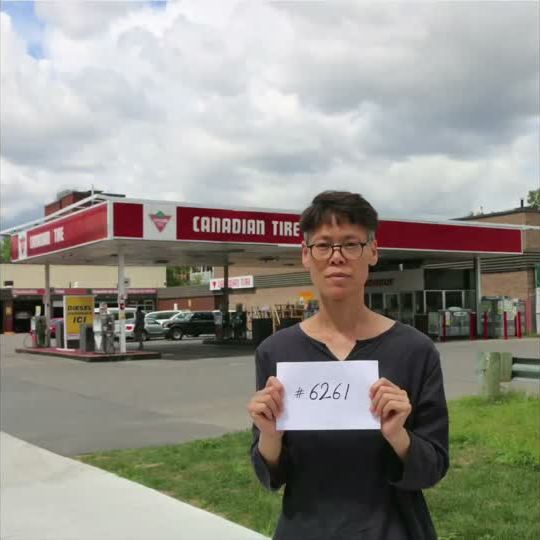 CANADIAN TIRE
CANADIAN TIRE
DIESEL
ICI
# 6261